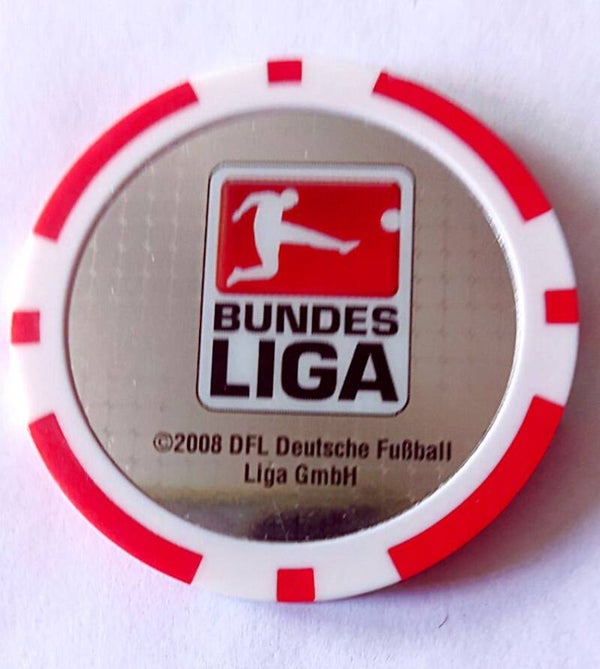 BUNDES
LIGA
©2008 DFL Deutsche Fußball
Liga GmbH